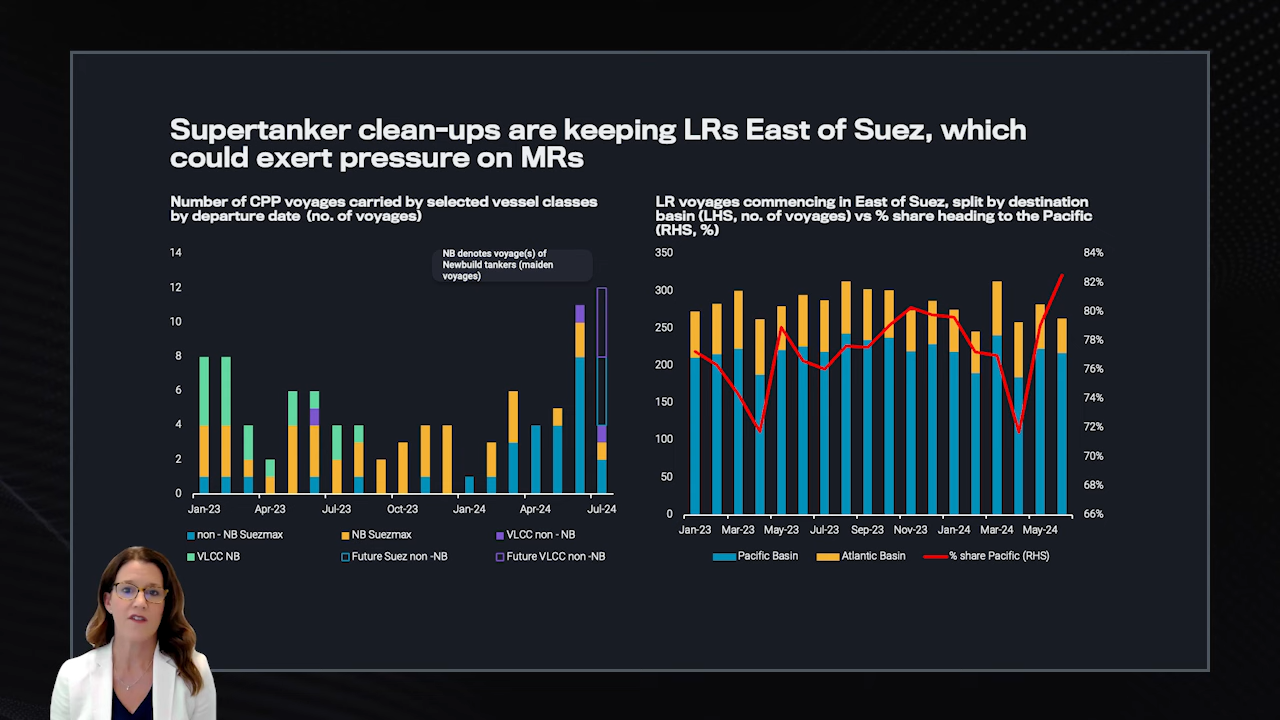 Supertanker clean-ups are keeping LRs East of Suez, which
could exert pressure on MRs
Number of CPP voyages carried by selected vessel classes
by departure date (no. of voyages)
14
12
10
8
6
4
2
0
NB denotes voyage(s) of
Newbuild tankers (maiden
voyages)
Jan-23 Apr-23 Jul-23 Oct-23 Jan-24 Apr-24 Jul-24
non - NB Suezmax NB Suezmax VLCC non - NB
VLCC NB Future Suez non -NB Future VLCC non -NB
LR voyages commencing in East of Suez, split by destination
basin (LHS, no. of voyages) vs % share heading to the Pacific
(RHS, %)
350
300
250
200
150
100
50
0
84%
82%
80%
78%
76%
74%
72%
70%
68%
66%
Jan-23 Mar-23 May-23 Jul-23 Sep-23 Nov-23 Jan-24 Mar-24 May-24
Pacific Basin Atlantic Basin % share Pacific (RHS)